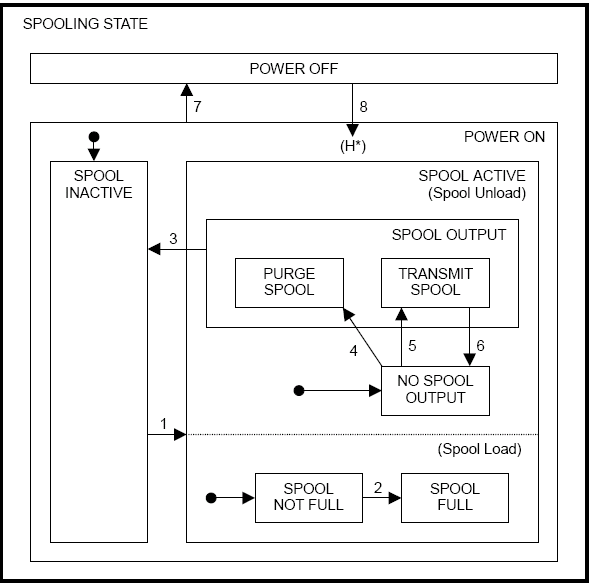 SPOOLING STATE
POWER OFF
7
8
(H*)
POWER ON
SPOOL
INACTIVE
SPOOL ACTIVE
(Spool Unload)
SPOOL OUTPUT
3
PURGE
SPOOL
TRANSMIT
SPOOL
4
5
6
NO SPOOL
OUTPUT
1
(Spool Load)
SPOOL
NOT FULL
2
SPOOL
FULL